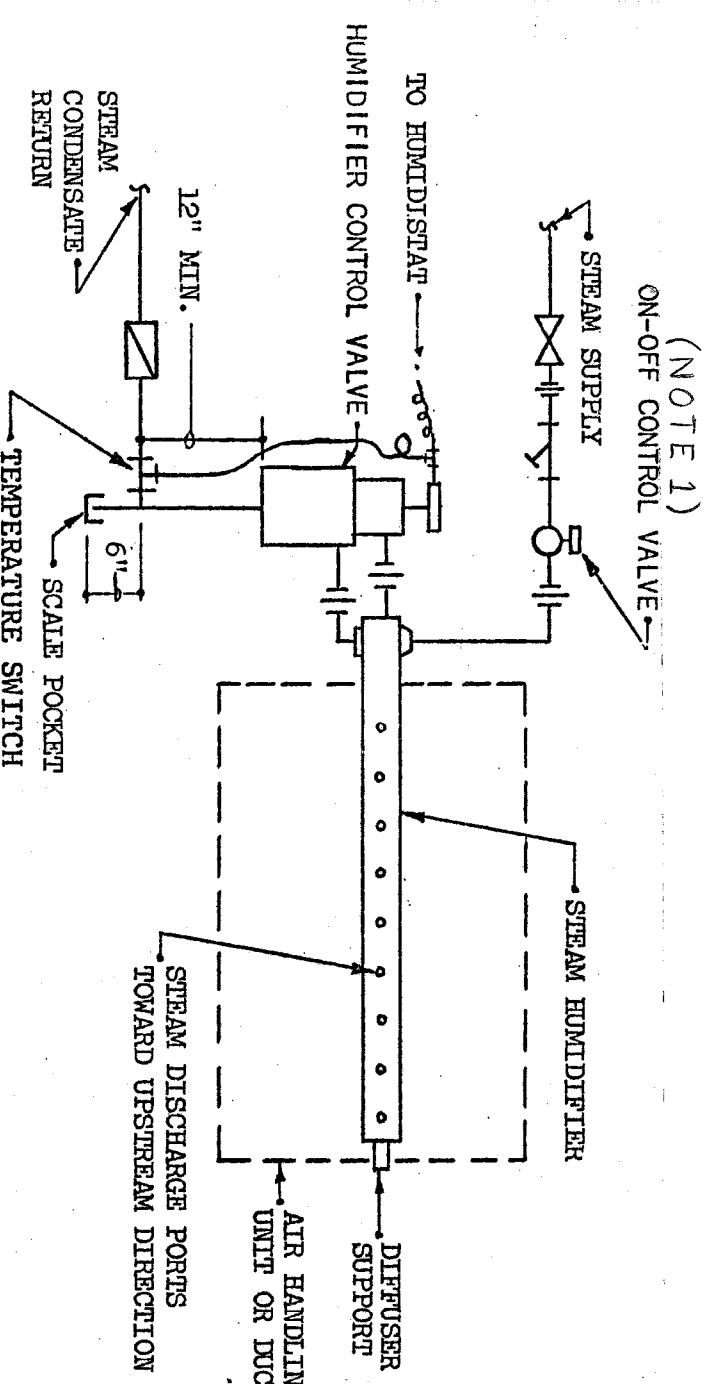 (NOTE 1)
ON-OFF CONTROL VALVE
STEAM SUPPLY
TO HUMIDISTAT
HUMIDIFIER CONTROL VALVE
12" MIN.
STEAM
CONDENSATE
RETURN
6"
SCALE POCKET
TEMPERATURE SWITCH
STEAM HUMIDIFIER
STEAM DISCHARGE PORTS
TOWARD UPSTREAM DIRECTION
DIFFUSER
SUPPORT
AIR HANDLIN
UNIT OR DUC